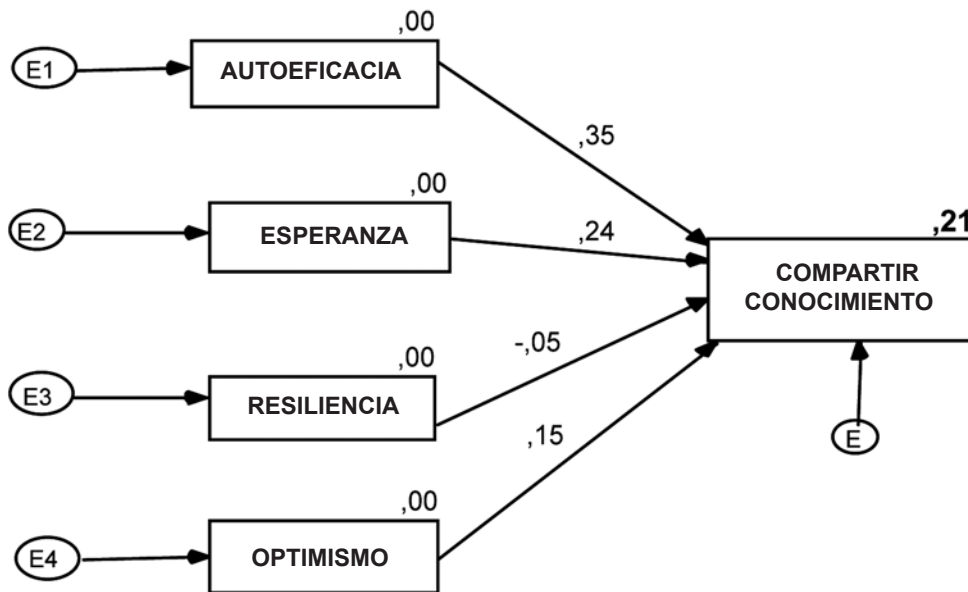 ,00
E1
AUTOEFICACIA
,35
,00
E2
ESPERANZA
,24
,21
COMPARTIR
CONOCIMIENTO
-,05
,00
E3
RESILIENCIA
,15
E
,00
E4
OPTIMISMO